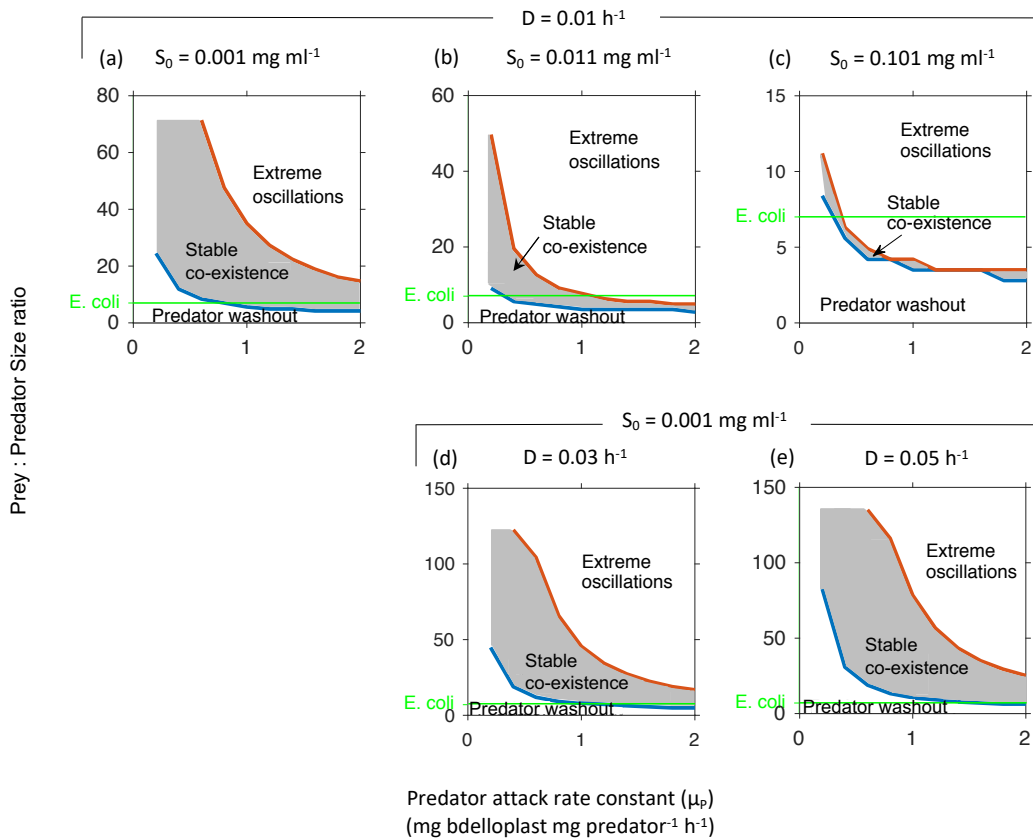 D = 0.01 h⁻¹
(a)
S₀ = 0.001 mg ml⁻¹
(b)
S₀ = 0.011 mg ml⁻¹
(c)
S₀ = 0.101 mg ml⁻¹
80
60
40
20
0
E. coli
Extreme
oscillations
Stable
co-existence
Predator washout
0
1
2
60
40
20
0
E. coli
Extreme
oscillations
Stable
co-existence
Predator washout
0
1
2
15
10
5
0
E. coli
Extreme
oscillations
Stable
co-existence
Predator washout
0
1
2
Prey : Predator Size ratio
S₀ = 0.001 mg ml⁻¹
(d)
D = 0.03 h⁻¹
(e)
D = 0.05 h⁻¹
150
100
50
0
E. coli
Extreme
oscillations
Stable
co-existence
Predator washout
0
1
2
150
100
50
0
E. coli
Extreme
oscillations
Stable
co-existence
Predator washout
0
1
2
Predator attack rate constant (μₚ)
(mg bdelloplast mg predator⁻¹ h⁻¹)